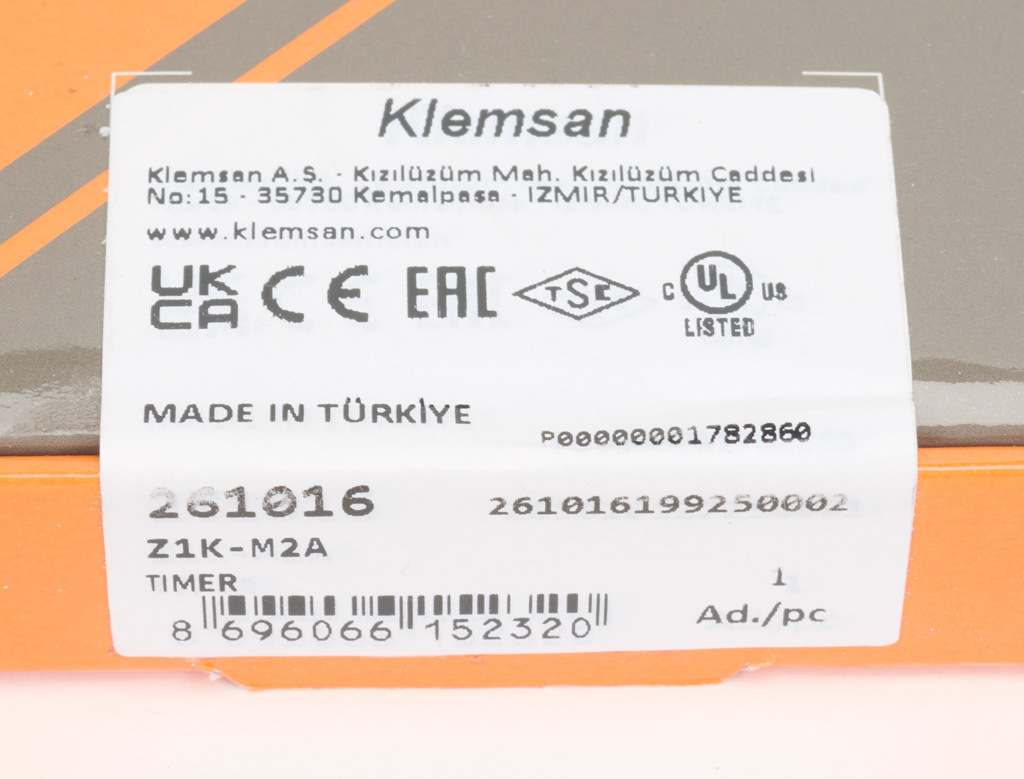 Klemsan
Klemsan A.Ş. - Kızılüzüm Mah. Kızılüzüm Caddesi
No:15 - 35730 Kemalpaşa - IZMIR/TURKIYE
www.klemsan.com
UK CA CE EAC TSE C UL US
LISTED
MADE IN TÜRKİYE
P00000001782860
261016
261016199250002
Z1K-M2A
TIMER
1
Ad./pc
8 696066 152320